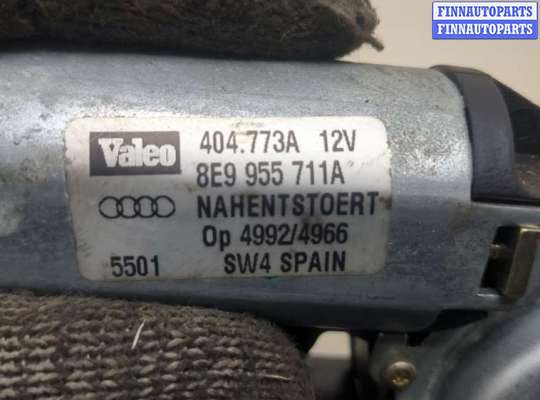 FINNAUTOPARTS
FINNAUTOPARTS
Valeo 404.773A 12V
8E9 955 711A
NAHENTSTOERT
Op 4992/4966
5501 SW4 SPAIN